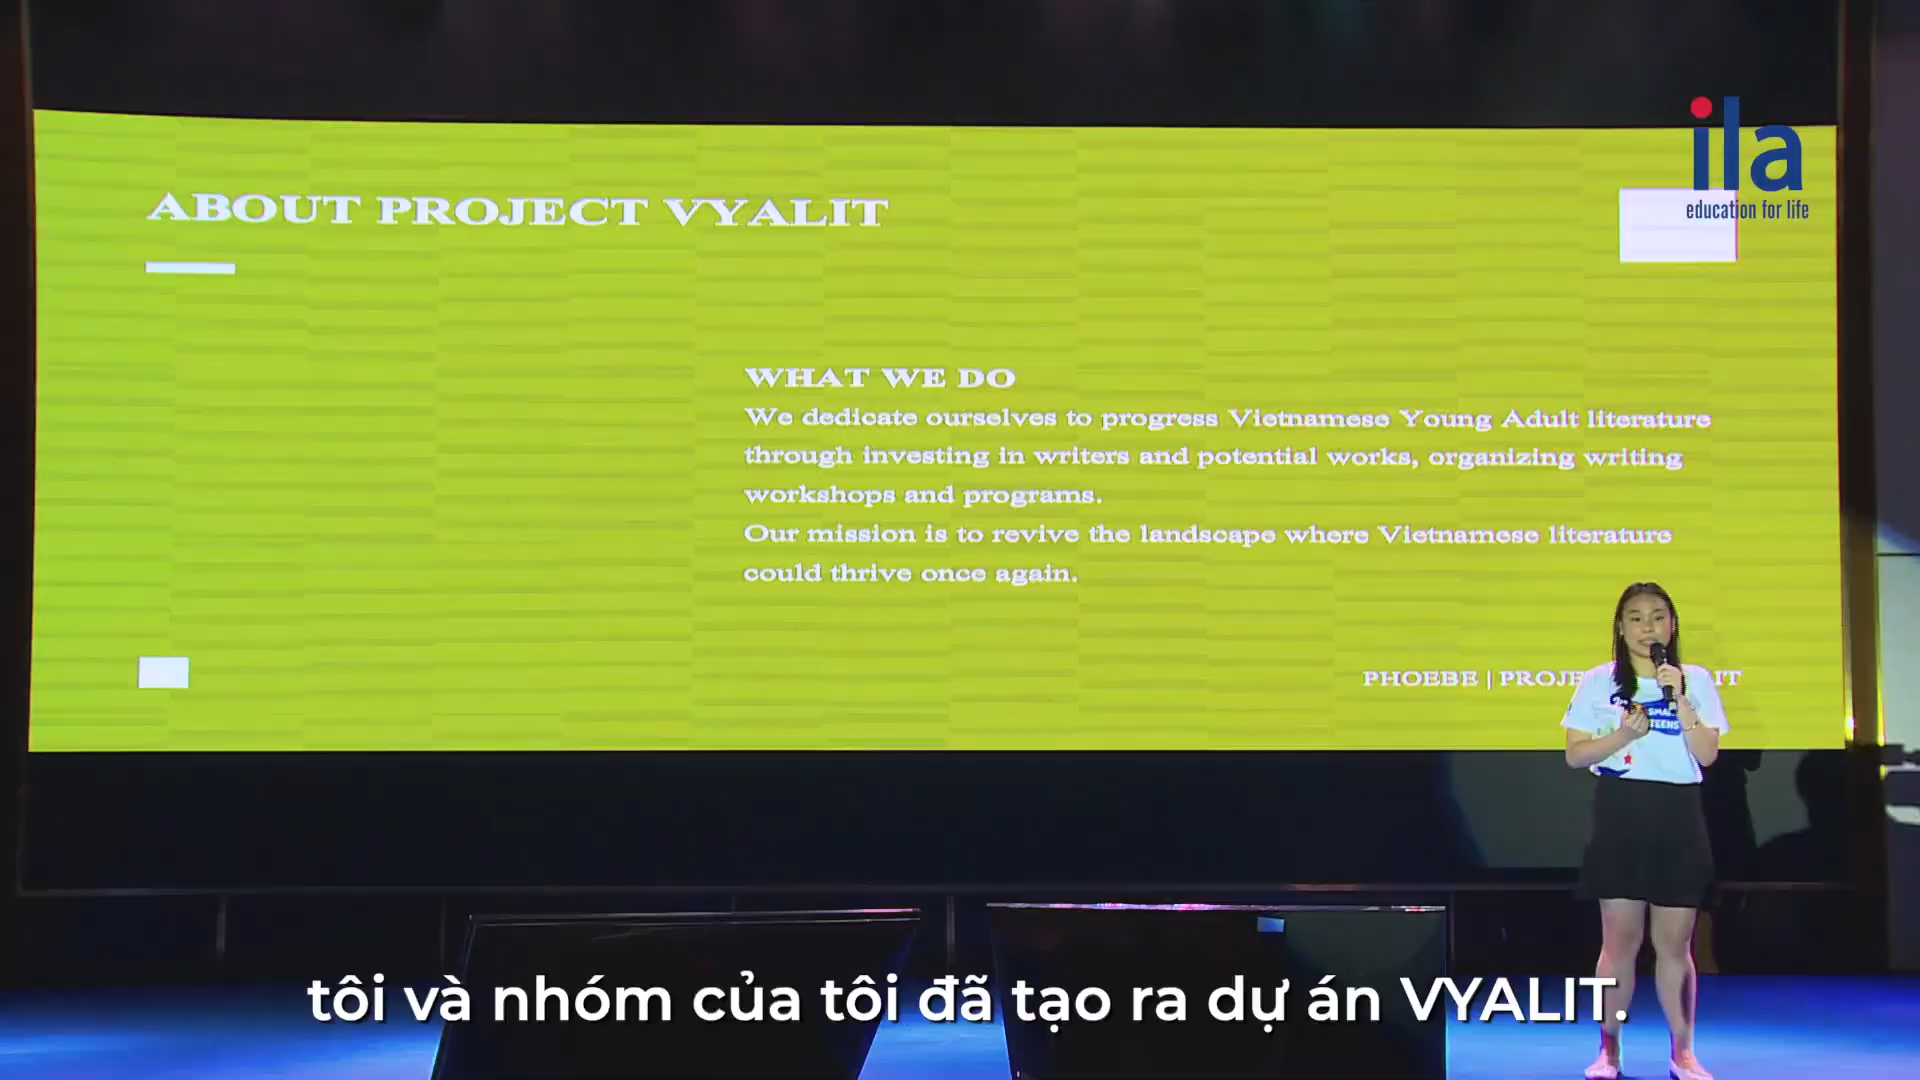 ila
education for life
ABOUT PROJECT VYALIT
WHAT WE DO
We dedicate ourselves to progress Vietnamese Young Adult literature
through investing in writers and potential works, organizing writing
workshops and programs.
Our mission is to revive the landscape where Vietnamese literature
could thrive once again.
PHOEBE |
TEENS
tôi và nhóm của tôi đã tạo ra dự án VYALIT.